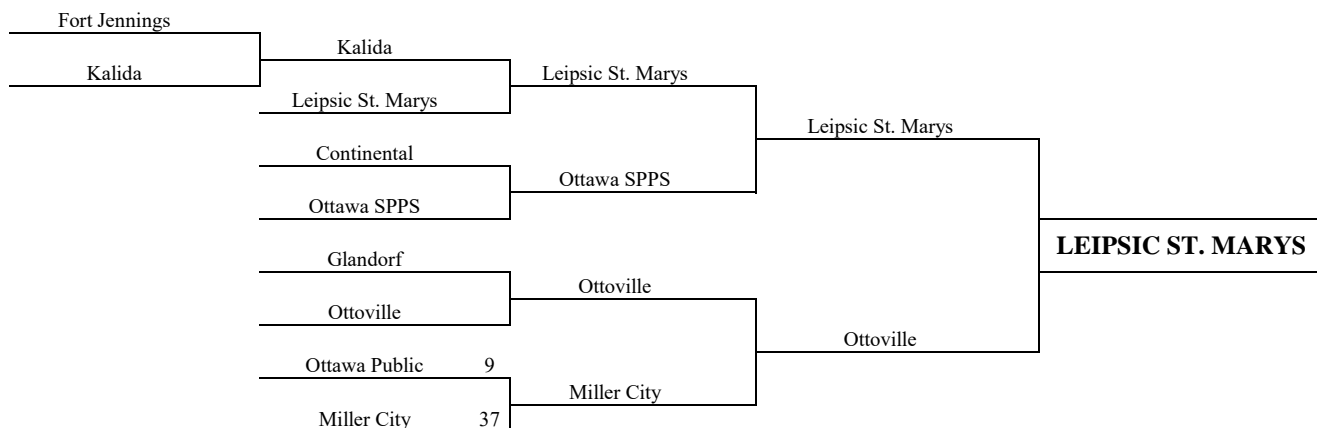 Fort Jennings
Kalida
Kalida
Leipsic St. Marys
Leipsic St. Marys
Leipsic St. Marys
Continental
Ottawa SPPS
Ottawa SPPS
LEIPSIC ST. MARYS
Glandorf
Ottoville
Ottoville
Ottoville
Ottawa Public 9
Miller City
Miller City 37